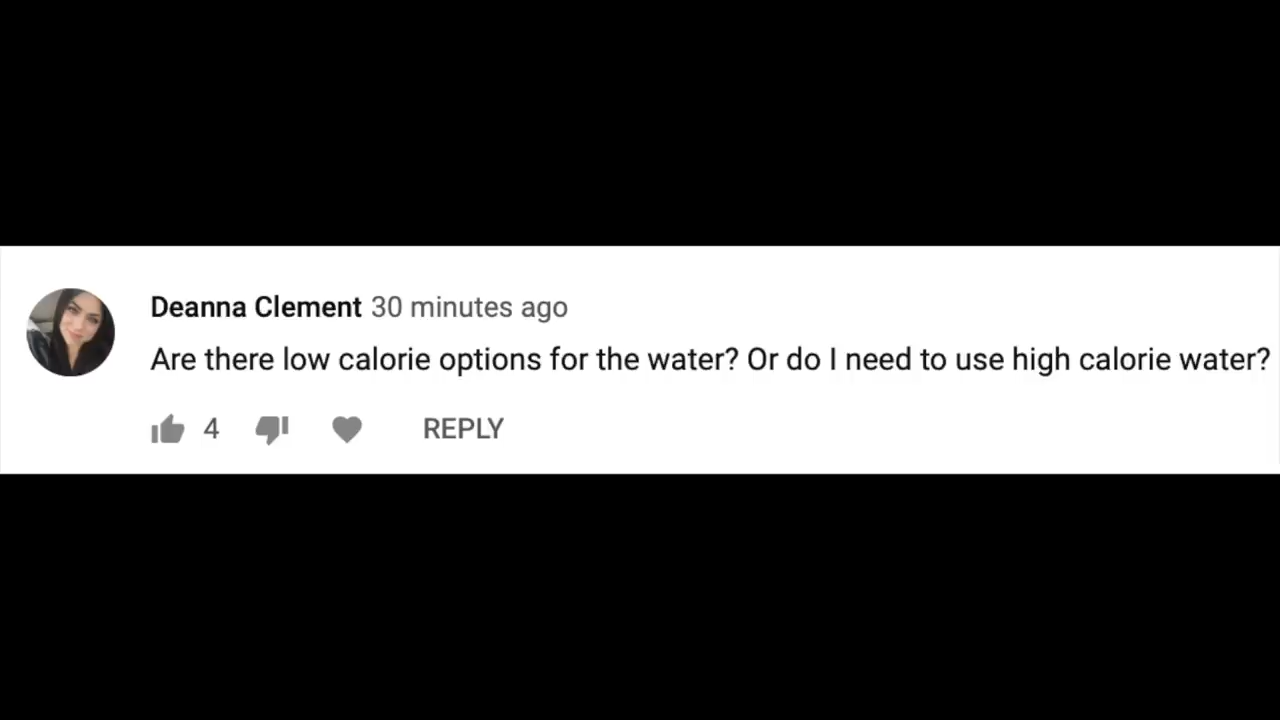 Deanna Clement 30 minutes ago
Are there low calorie options for the water? Or do I need to use high calorie water?
4 REPLY